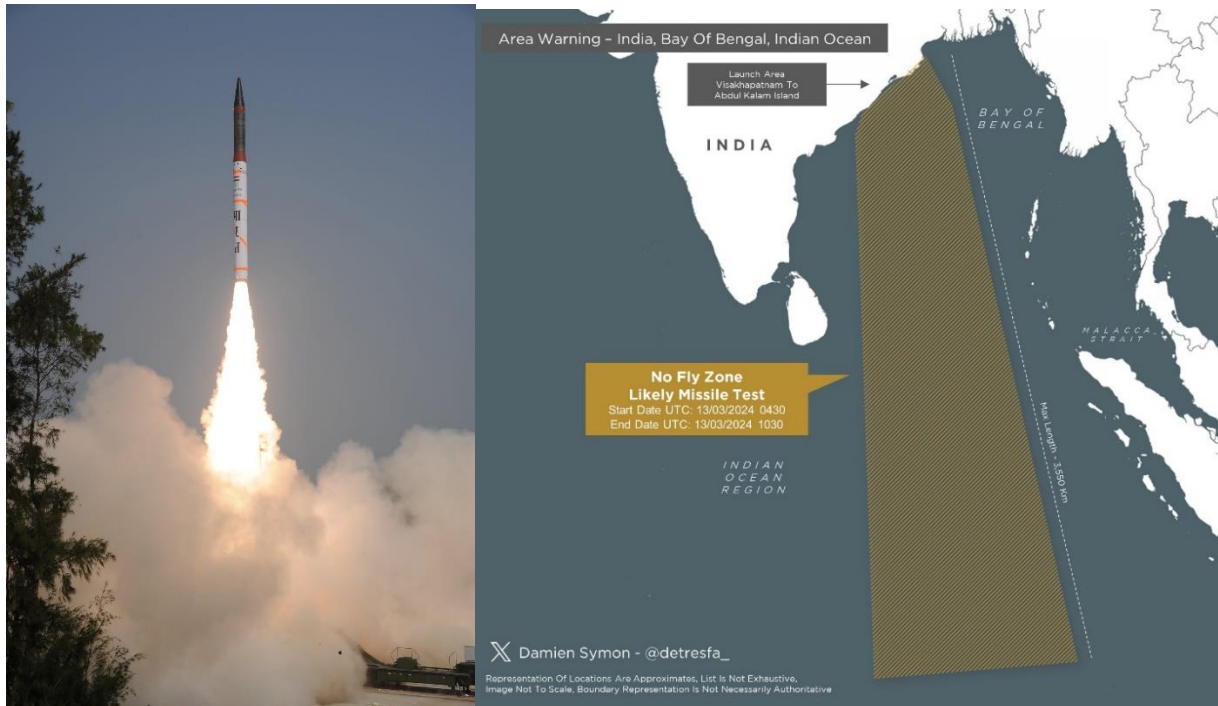 Area Warning – India, Bay Of Bengal, Indian Ocean
Launch Area
Visakhapatnam To
Abdul Kalam Island
INDIA
BAY OF
BENGAL
MALACCA
STRAIT
No Fly Zone
Likely Missile Test
Start Date UTC: 13/03/2024 0430
End Date UTC: 13/03/2024 1030
Max Length - 3,550 Km
INDIAN
OCEAN
REGION
X Damien Symon - @detresfa_
Representation Of Locations Are Approximates, List Is Not Exhaustive,
Image Not To Scale, Boundary Representation Is Not Necessarily Authoritative